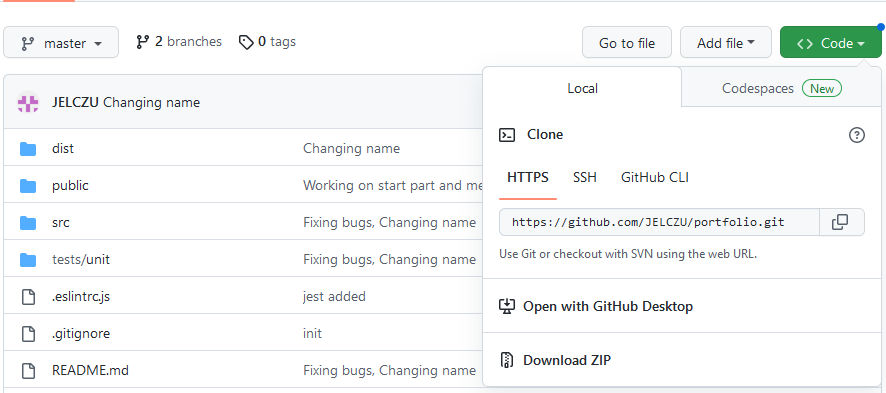 master 2 branches 0 tags Go to file Add file Code
JELCZU Changing name
Local Codespaces New
Clone
HTTPS SSH GitHub CLI
https://github.com/JELCZU/portfolio.git
Use Git or checkout with SVN using the web URL.
Open with GitHub Desktop
Download ZIP
dist Changing name
public Working on start part and me
src Fixing bugs, Changing name
tests/unit Fixing bugs, Changing name
.eslintrc.js jest added
.gitignore init
README.md Fixing bugs, Changing name